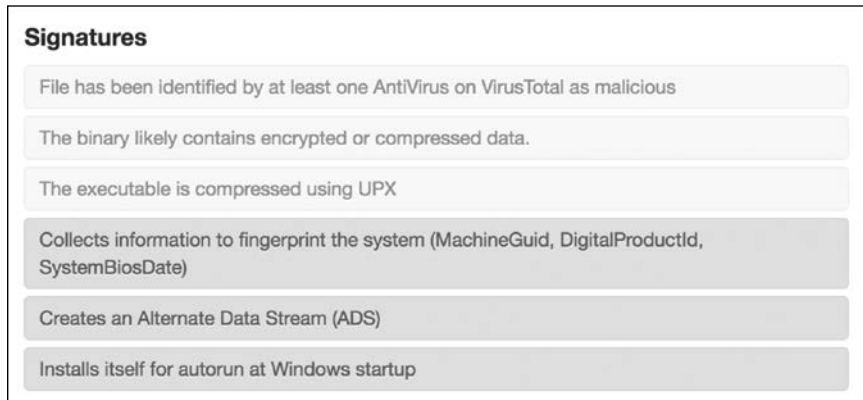 Signatures
File has been identified by at least one AntiVirus on VirusTotal as malicious
The binary likely contains encrypted or compressed data.
The executable is compressed using UPX
Collects information to fingerprint the system (MachineGuid, DigitalProductId,
SystemBiosDate)
Creates an Alternate Data Stream (ADS)
Installs itself for autorun at Windows startup